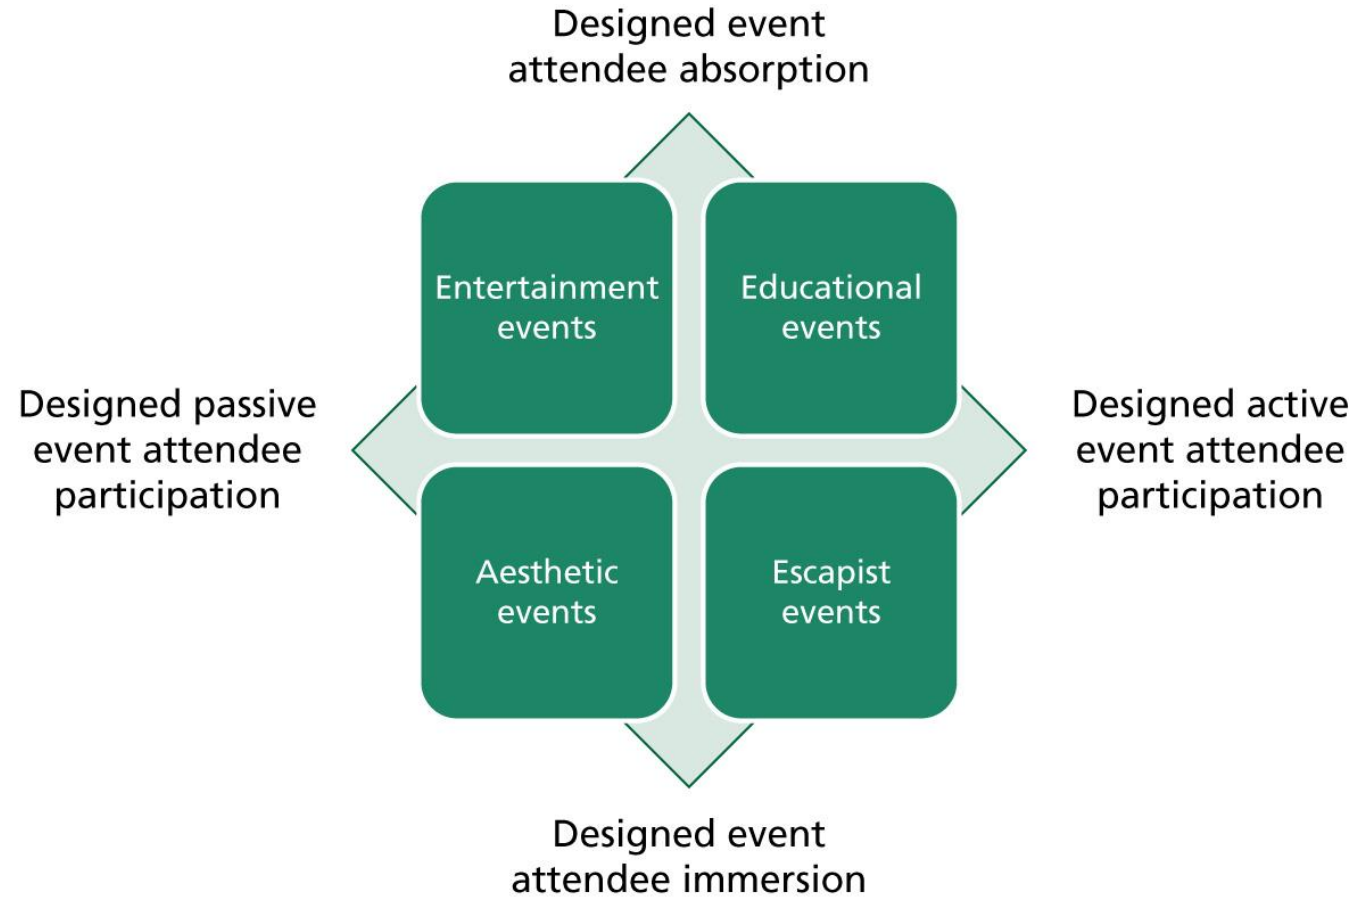 Designed event
attendee absorption
Entertainment
events
Educational
events
Designed passive
event attendee
participation
Designed active
event attendee
participation
Aesthetic
events
Escapist
events
Designed event
attendee immersion